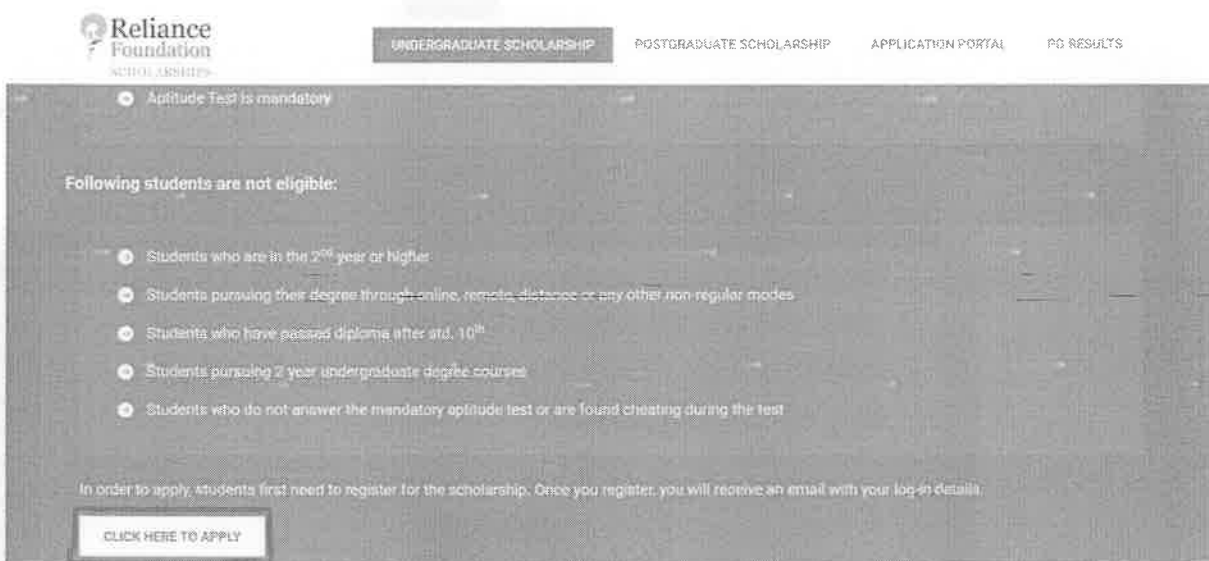 Reliance
Foundation
SCHOLARSHIPS
UNDERGRADUATE SCHOLARSHIP POSTGRADUATE SCHOLARSHIP APPLICATION PORTAL PG RESULTS
Aptitude Test is mandatory
Following students are not eligible:
Students who are in the 2nd year or higher
Students pursuing their degree through online, remote, distance or any other non-regular modes
Students who have passed diploma after std. 10th
Students pursuing 2 year undergraduate degree courses
Students who do not answer the mandatory aptitude test or are found cheating during the test
In order to apply, students first need to register for the scholarship. Once you register, you will receive an email with your log-in details.
CLICK HERE TO APPLY